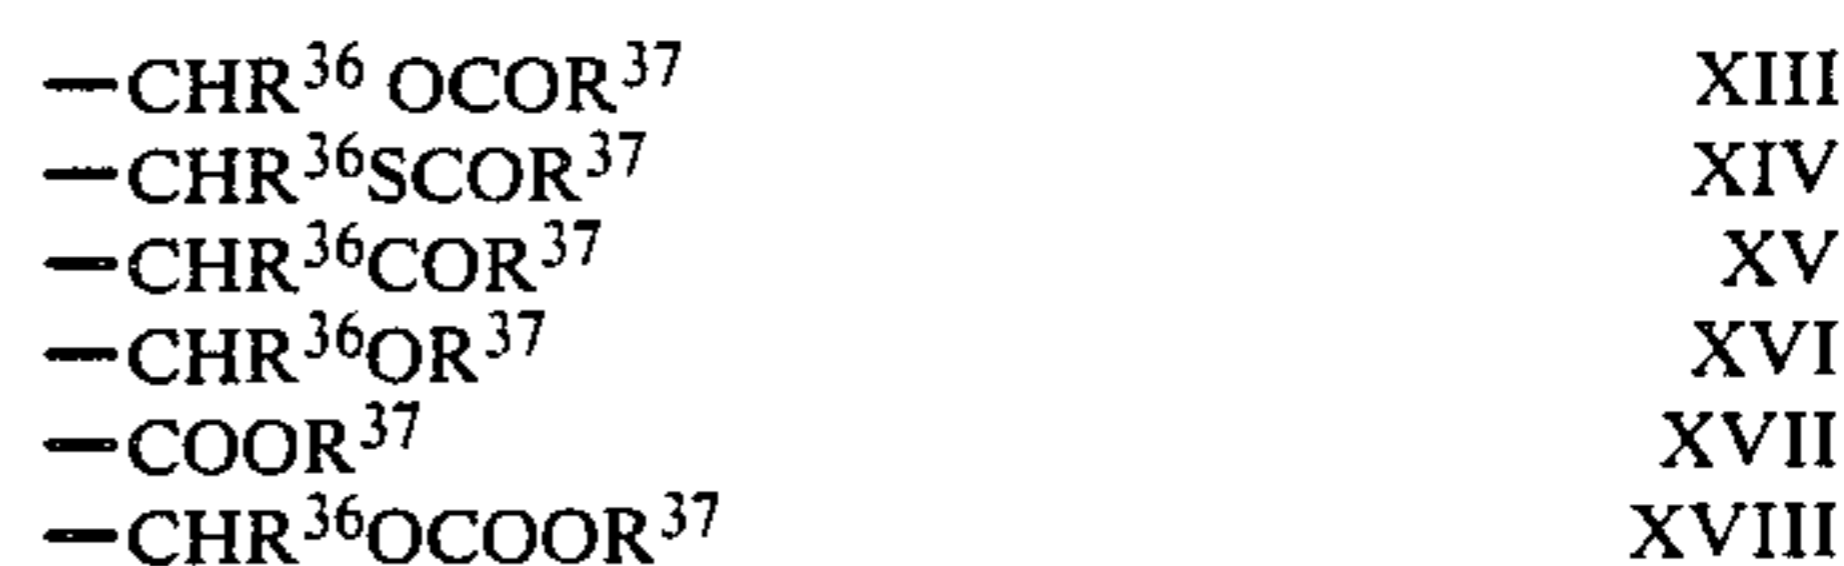 —CHR³⁶ OCOR³⁷ XIII
—CHR³⁶SCOR³⁷ XIV
—CHR³⁶COR³⁷ XV
—CHR³⁶OR³⁷ XVI
—COOR³⁷ XVII
—CHR³⁶OCOOR³⁷ XVIII